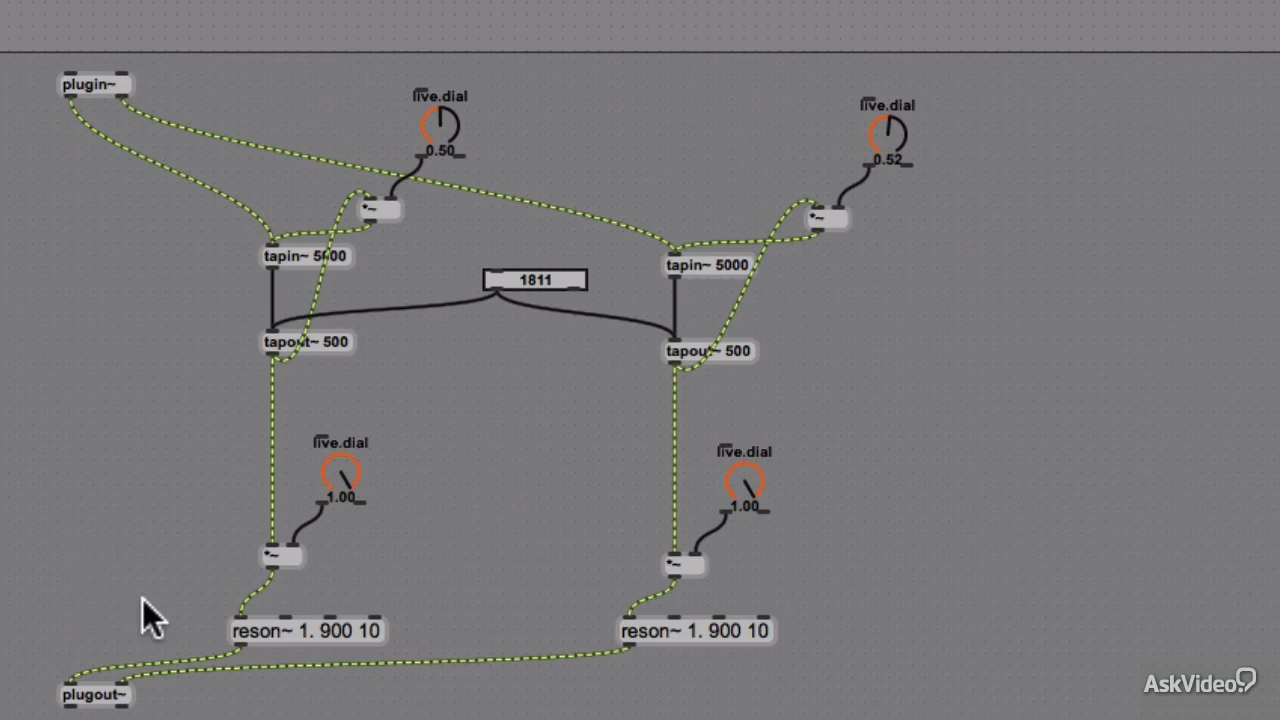 plugin~
live.dial
0.50
live.dial
0.52
*~
*~
tapin~ 5000
tapin~ 5000
1811
tapout~ 500
tapout~ 500
live.dial
1.00
live.dial
1.00
*~
*~
reson~ 1. 900 10
reson~ 1. 900 10
plugout~
AskVideo